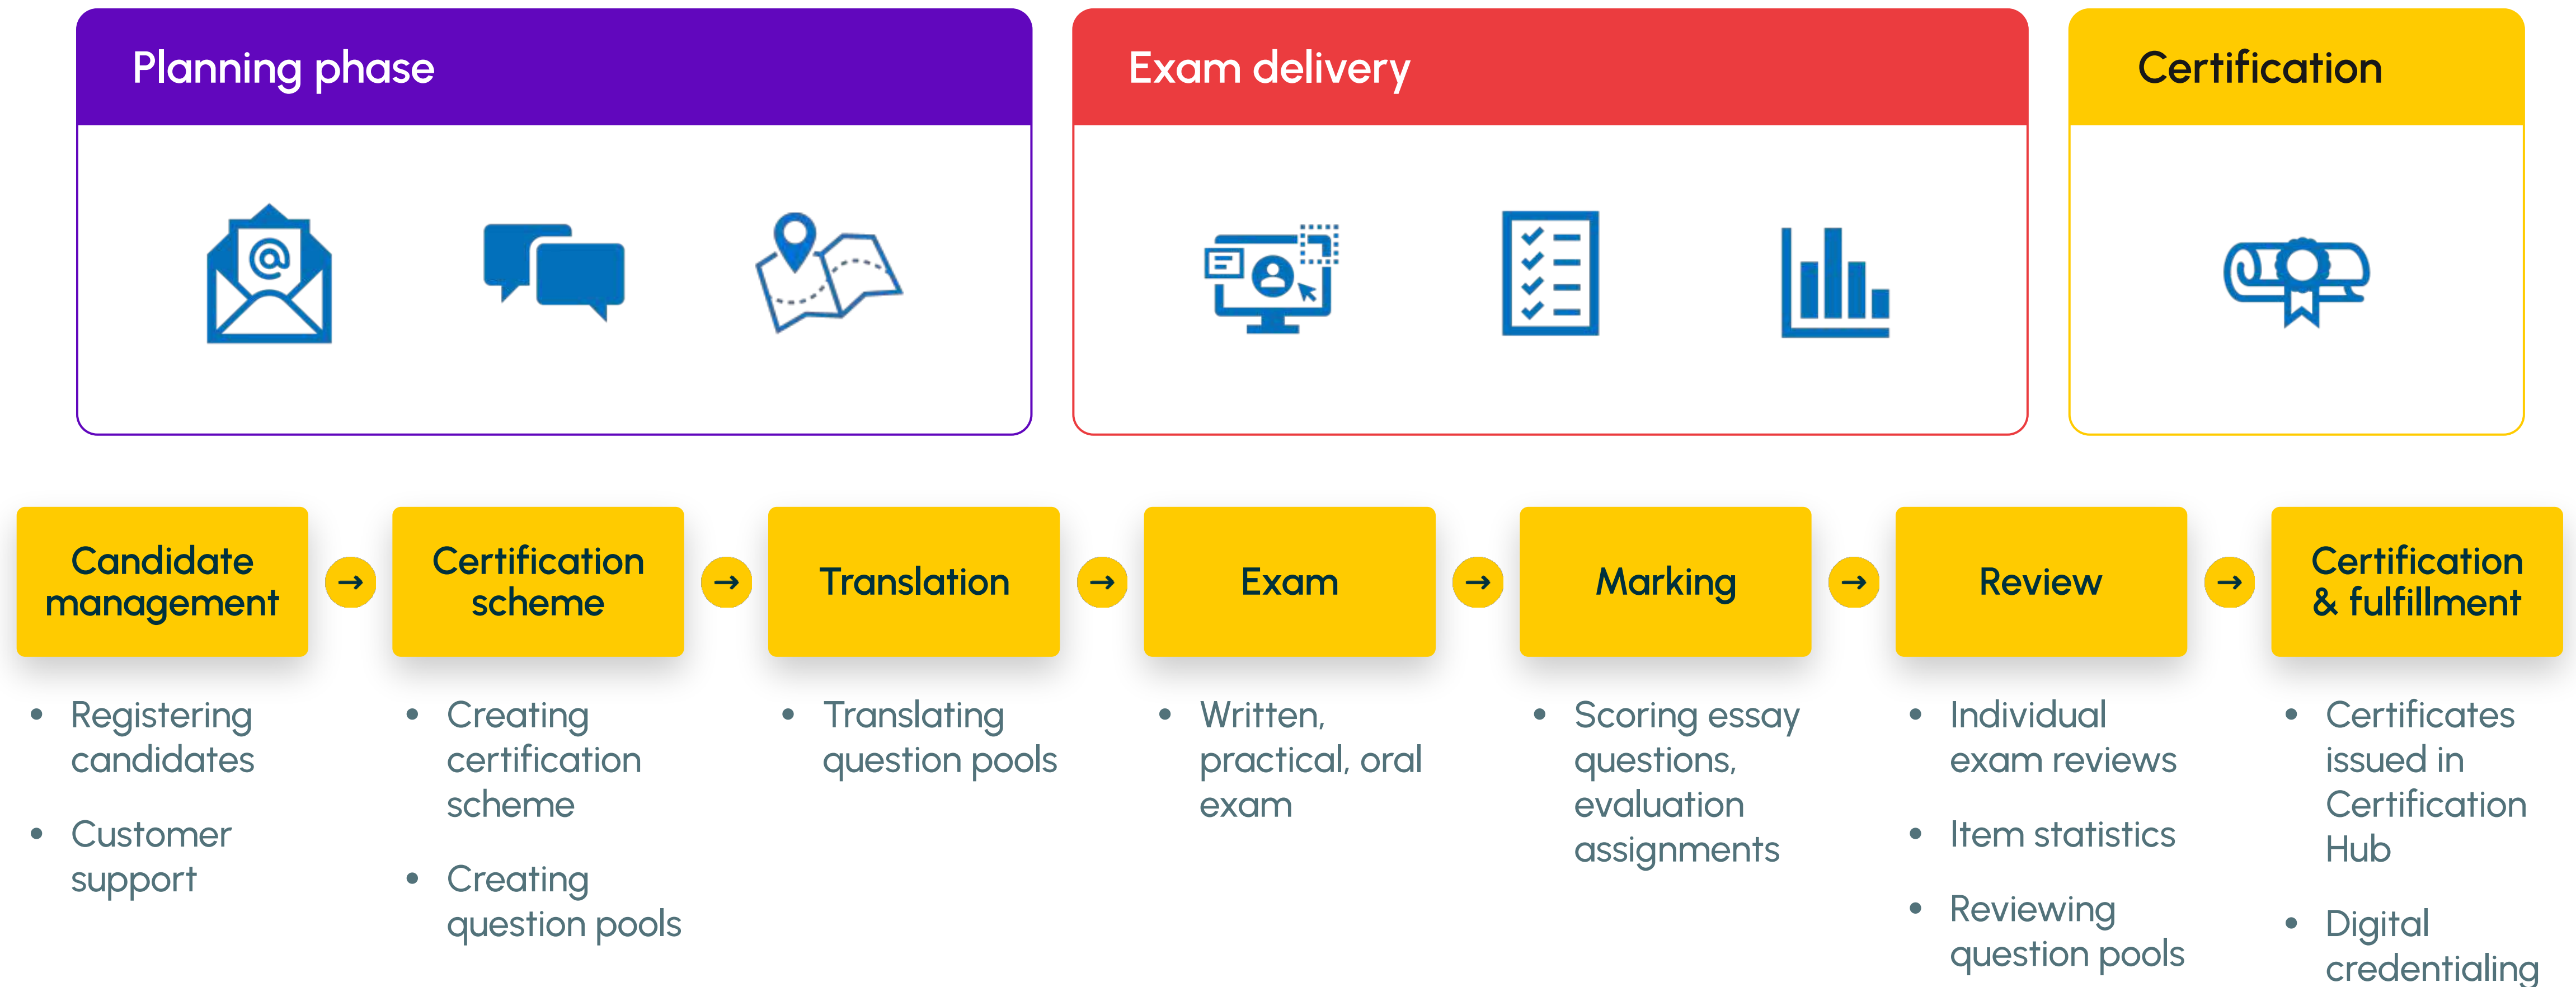 Planning phase
Exam delivery
Certification
@
Candidate
management
→
Certification
scheme
→
Translation
→
Exam
→
Marking
→
Review
→
Certification
& fulfillment
• Registering
candidates
• Customer
support
• Creating
certification
scheme
• Creating
question pools
• Translating
question pools
• Written,
practical, oral
exam
• Scoring essay
questions,
evaluation
assignments
• Individual
exam reviews
• Item statistics
• Reviewing
question pools
• Certificates
issued in
Certification
Hub
• Digital
credentialing